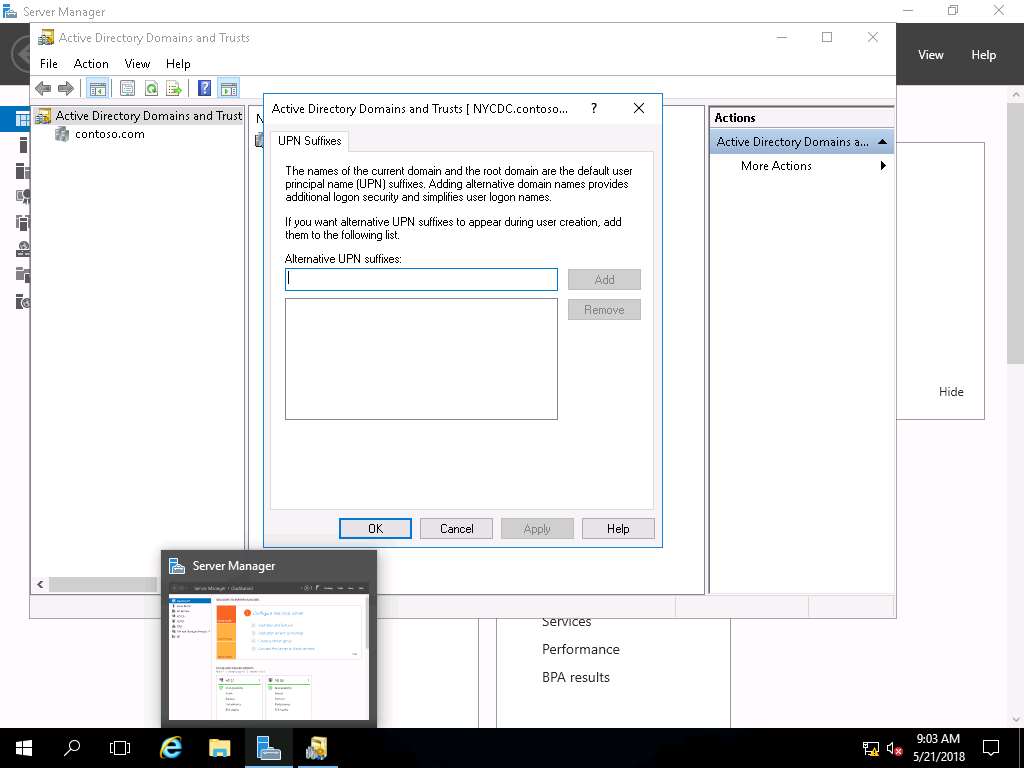 Server Manager
Active Directory Domains and Trusts
File Action View Help
View Help
Active Directory Domains and Trust
contoso.com
Active Directory Domains and Trusts [ NYCDC.contoso...
UPN Suffixes
The names of the current domain and the root domain are the default user
principal name (UPN) suffixes. Adding alternative domain names provides
additional logon security and simplifies user logon names.
If you want alternative UPN suffixes to appear during user creation, add
them to the following list.
Alternative UPN suffixes:
Add
Remove
OK Cancel Apply Help
Actions
Active Directory Domains a...
More Actions
Hide
Server Manager
Services
Performance
BPA results
9:03 AM
5/21/2018